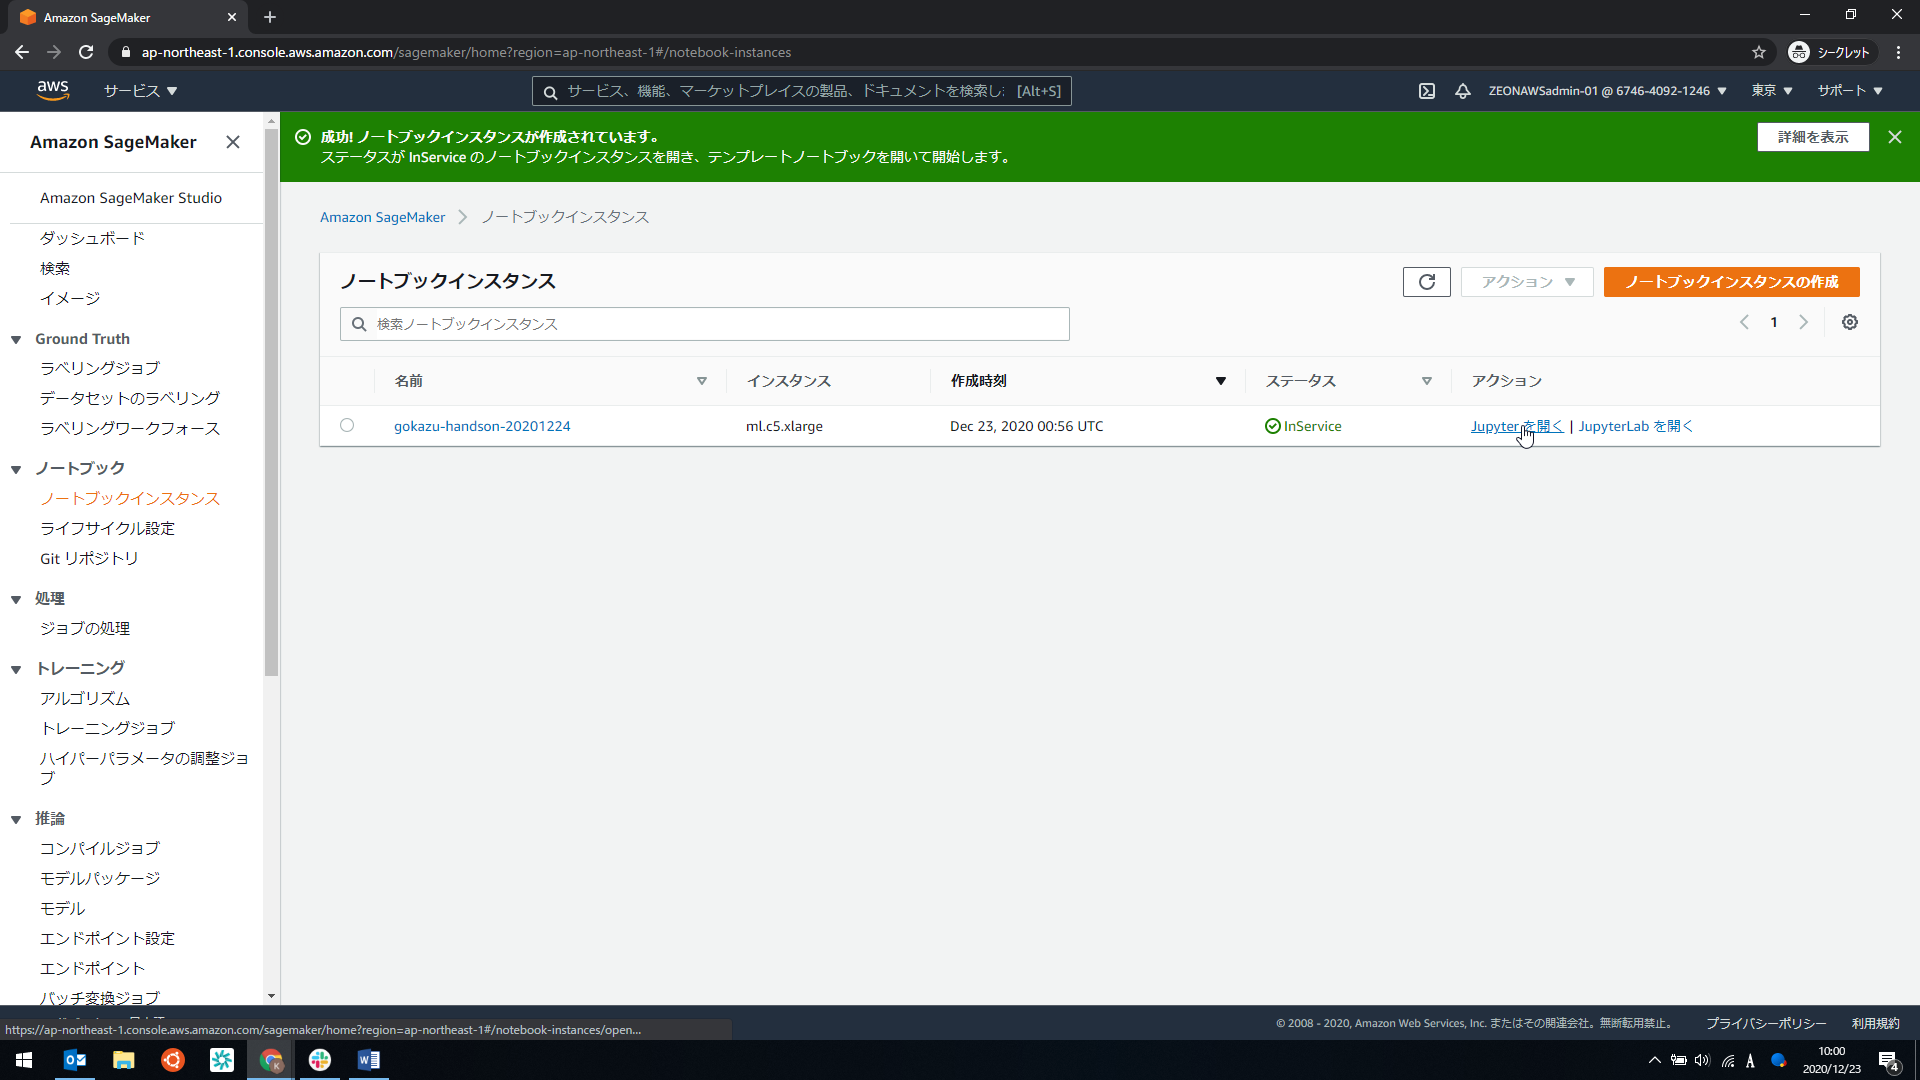 Amazon SageMaker
ap-northeast-1.console.aws.amazon.com/sagemaker/home?region=ap-northeast-1#/notebook-instances
シークレット
aws
サービス
サービス、機能、マーケットプレイスの製品、ドキュメントを検索し
[Alt+S]
ZEONAWSadmin-01 @ 6746-4092-1246
東京
サポート
Amazon SageMaker
成功! ノートブックインスタンスが作成されています。
ステータスが InService のノートブックインスタンスを開き、テンプレートノートブックを開いて開始します。
詳細を表示
Amazon SageMaker Studio
ダッシュボード
検索
イメージ
Ground Truth
ラベリングジョブ
データセットのラベリング
ラベリングワークフォース
ノートブック
ノートブックインスタンス
ライフサイクル設定
Git リポジトリ
処理
ジョブの処理
トレーニング
アルゴリズム
トレーニングジョブ
ハイパーパラメータの調整ジョ
ブ
推論
コンパイルジョブ
モデルパッケージ
モデル
エンドポイント設定
エンドポイント
バッチ変換ジョブ
Amazon SageMaker
ノートブックインスタンス
ノートブックインスタンス
アクション
ノートブックインスタンスの作成
検索ノートブックインスタンス
1
名前
インスタンス
作成時刻
ステータス
アクション
gokazu-handson-20201224
ml.c5.xlarge
Dec 23, 2020 00:56 UTC
InService
Jupyter を開く | JupyterLab を開く
https://ap-northeast-1.console.aws.amazon.com/sagemaker/home?region=ap-northeast-1#/notebook-instances/open...
© 2008 - 2020, Amazon Web Services, Inc. またはその関連会社。無断転用禁止。
プライバシーポリシー
利用規約
A
10:00
2020/12/23
4